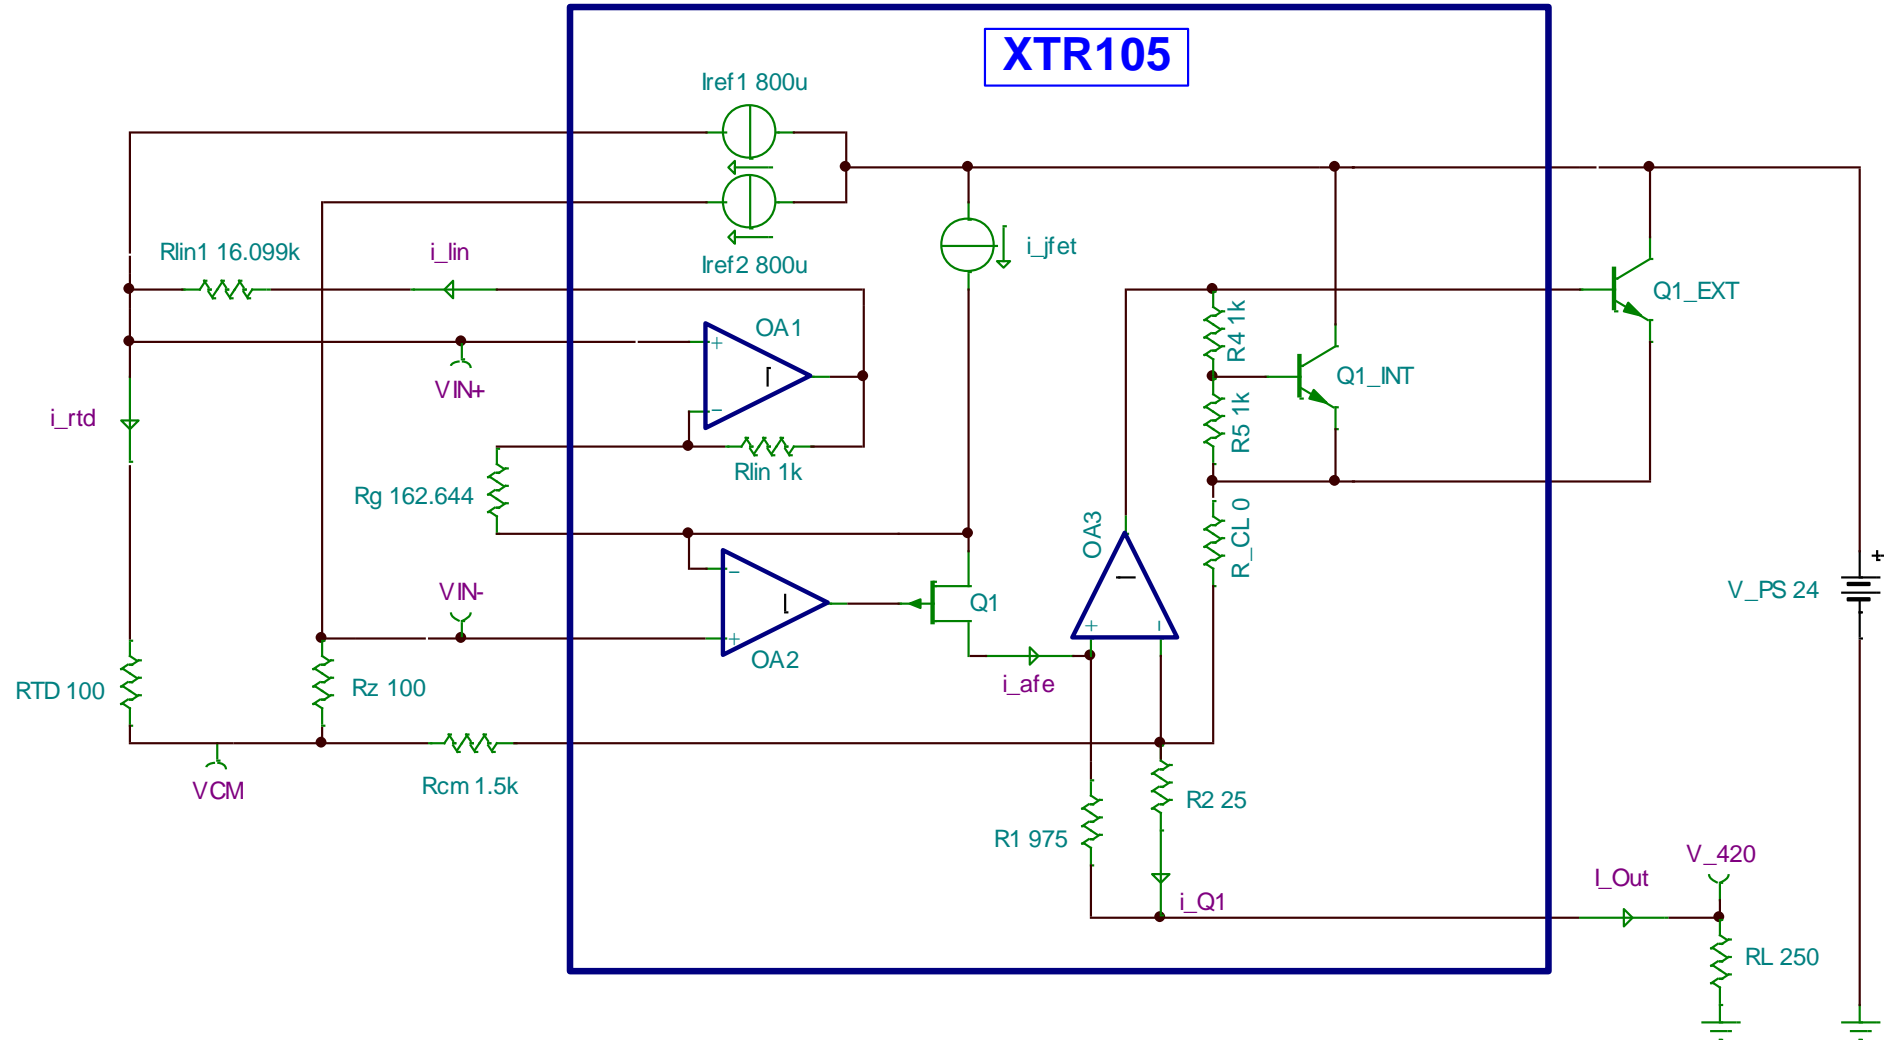 XTR105
Iref1 800u
Iref2 800u
Rlin1 16.099k
i_lin
i_jfet
Q1_EXT
R4 1k
OA1
+
-
VIN+
Q1_INT
i_rtd
R5 1k
Rlin 1k
Rg 162.644
OA3
R_CL 0
+
V_PS 24
-
VIN-
Q1
+
OA2
+
-
i_afe
RTD 100
Rz 100
VCM
Rcm 1.5k
R2 25
R1 975
V_420
I_Out
i_Q1
RL 250